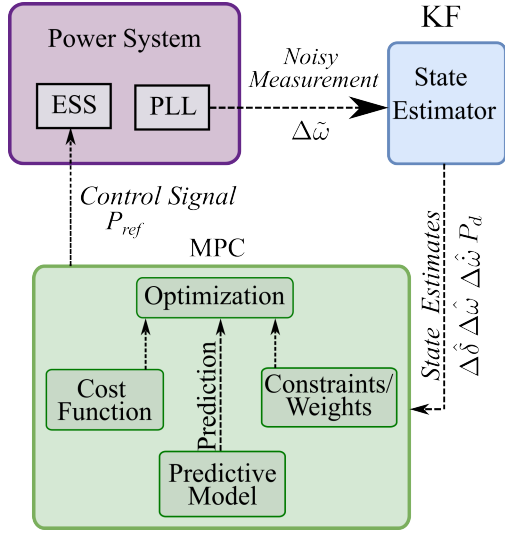 KF
Power System
ESS
PLL
Noisy
Measurement
Δω̃
State
Estimator
Control Signal
P_ref
State Estimates
Δδ̂ Δω̂ Δω̂̇ P_d
MPC
Optimization
Cost
Function
Prediction
Constraints/
Weights
Predictive
Model